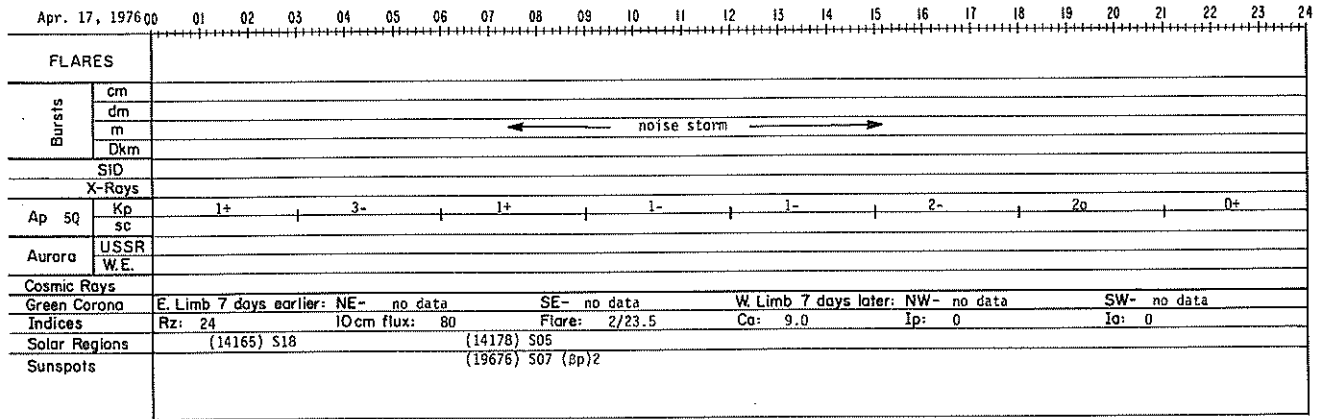 Apr. 17, 1976 00 01 02 03 04 05 06 07 08 09 10 11 12 13 14 15 16 17 18 19 20 21 22 23 24
FLARES
Bursts
cm
dm
m noise storm
Dkm
SID
X-Rays
Ap 5Q Kp 1+ 3- 1+ 1- 1- 2- 2o 0+
sc
Aurora USSR
W.E.
Cosmic Rays
Green Corona E. Limb 7 days earlier: NE- no data SE- no data W. Limb 7 days later: NW- no data SW- no data
Indices Rz: 24 10cm flux: 80 Flare: 2/23.5 Ca: 9.0 Ip: 0 Ia: 0
Solar Regions (14165) S18 (14178) S05
Sunspots (19676) S07 (βp)2